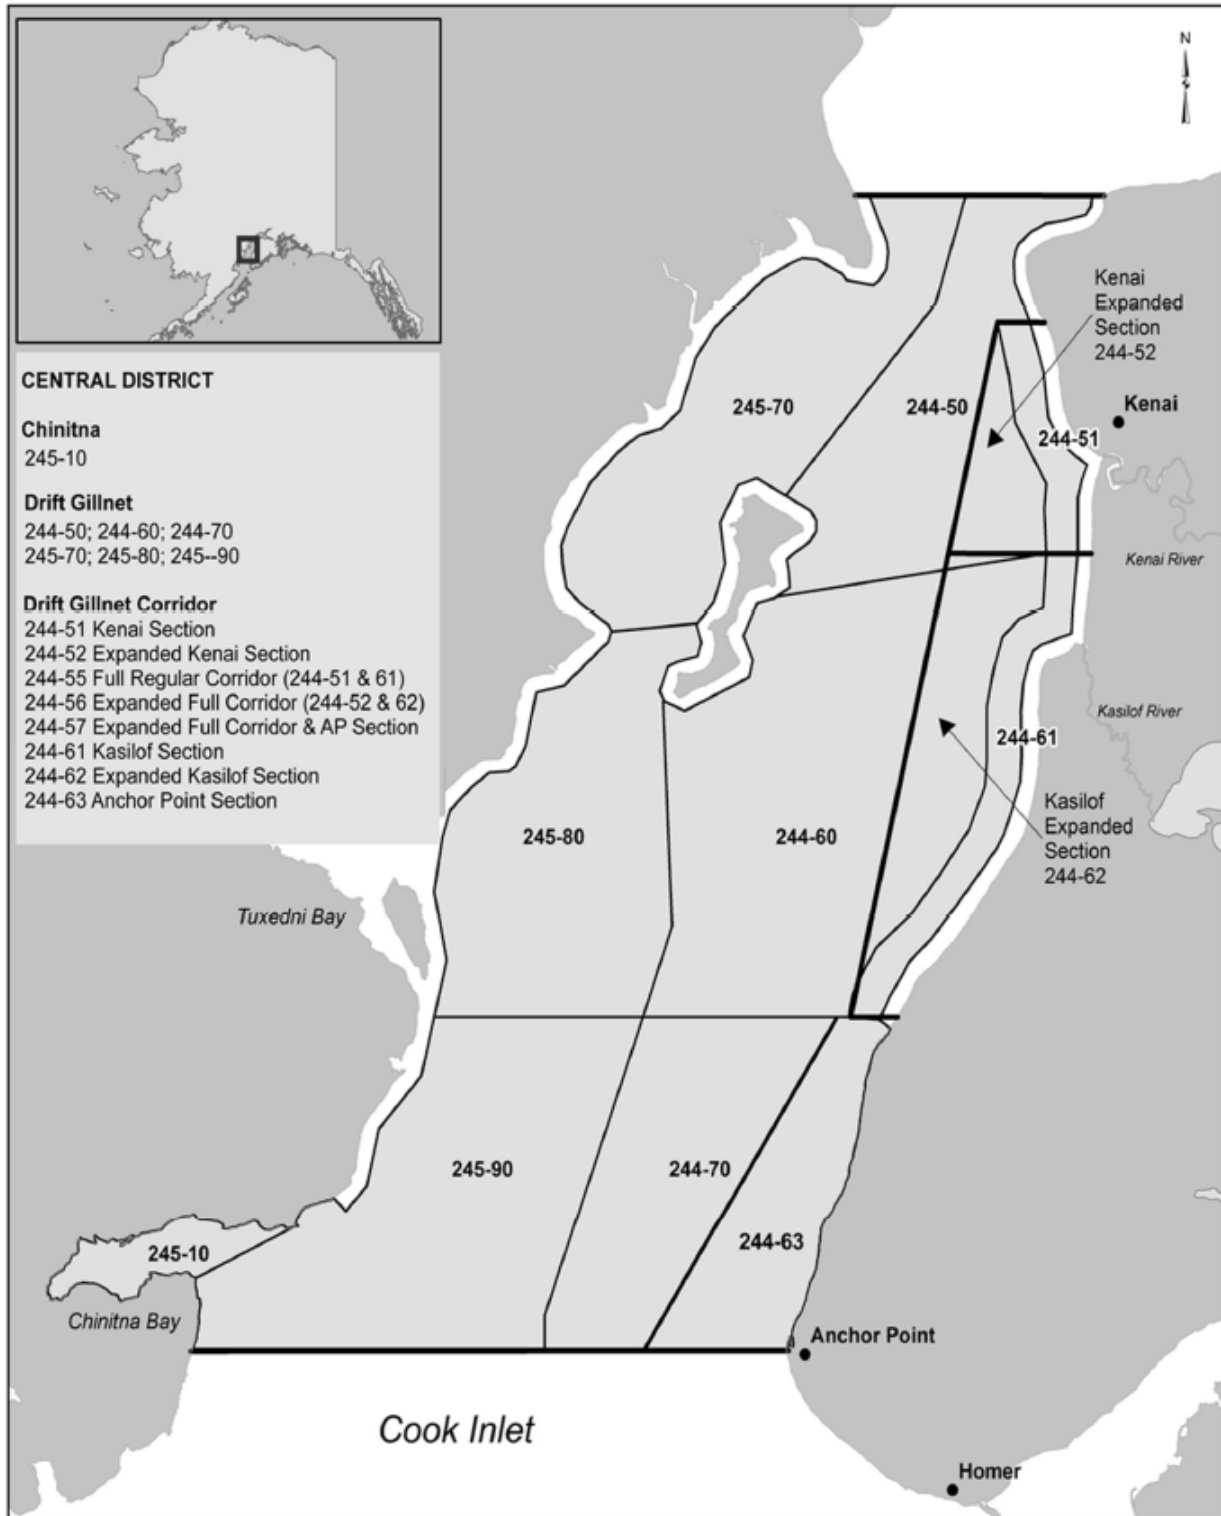 N
CENTRAL DISTRICT
Chinitna
245-10
Drift Gillnet
244-50; 244-60; 244-70
245-70; 245-80; 245--90
Drift Gillnet Corridor
244-51 Kenai Section
244-52 Expanded Kenai Section
244-55 Full Regular Corridor (244-51 & 61)
244-56 Expanded Full Corridor (244-52 & 62)
244-57 Expanded Full Corridor & AP Section
244-61 Kasilof Section
244-62 Expanded Kasilof Section
244-63 Anchor Point Section
Kenai
Expanded
Section
244-52
245-70
244-50
Kenai
244-51
Kenai River
Kasilof River
244-61
Kasilof
Expanded
Section
244-62
245-80
244-60
Tuxedni Bay
245-90
244-70
244-63
245-10
Chinitna Bay
Anchor Point
Cook Inlet
Homer